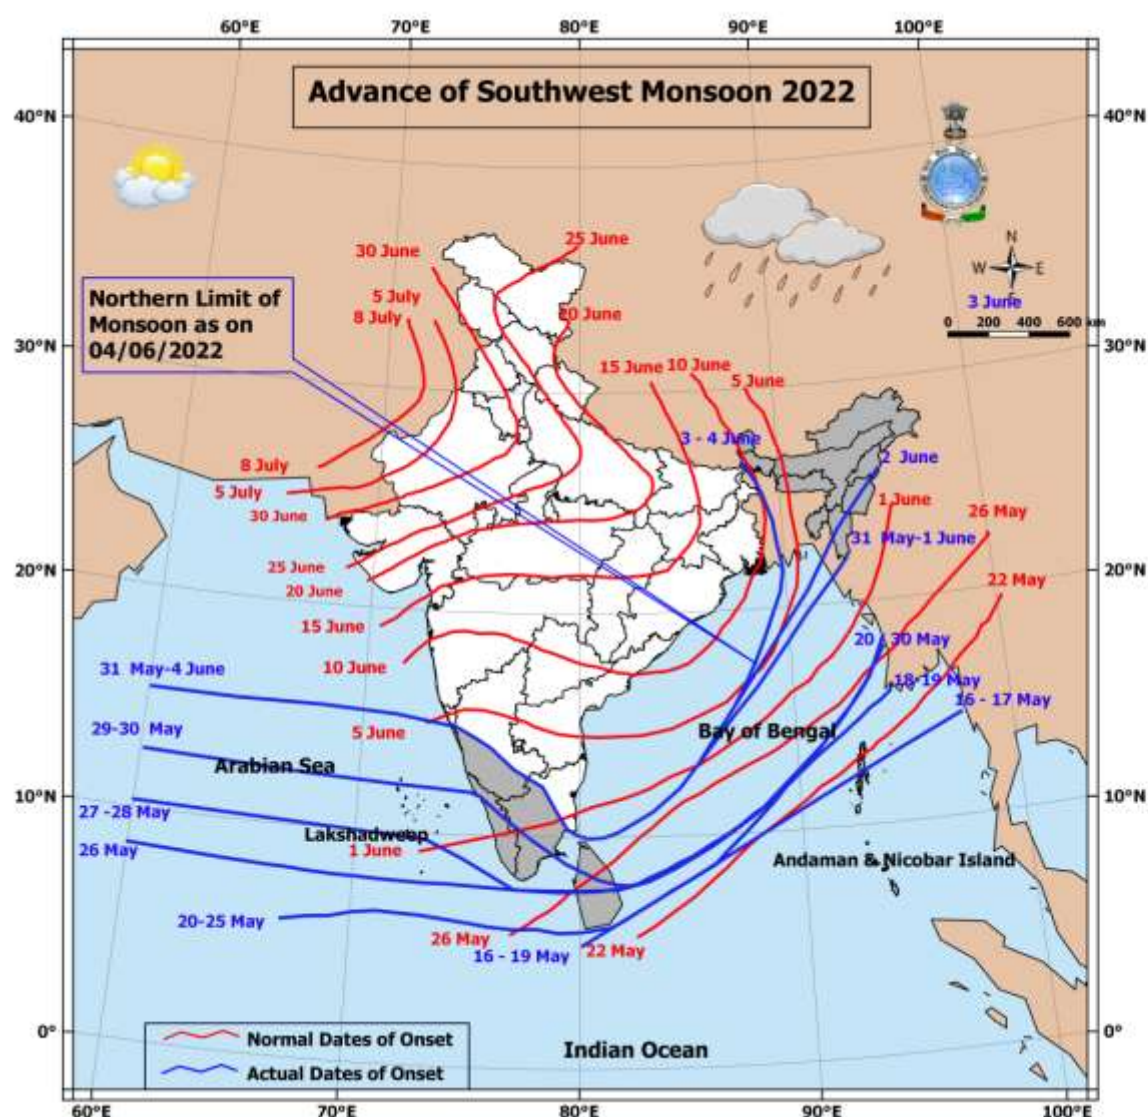 60°E 70°E 80°E 90°E 100°E
Advance of Southwest Monsoon 2022
40°N 40°N
N
W E
S
3 June
0 200 400 600 km
25 June
30 June
5 July
8 July
20 June
Northern Limit of
Monsoon as on
04/06/2022
30°N 30°N
15 June 10 June
5 June
3 - 4 June
2 June
8 July
5 July
30 June
1 June
26 May
31 May-1 June
25 June
20°N 20°N
22 May
20 June
15 June
20 - 30 May
10 June
31 May-4 June
18-19 May
16 - 17 May
29-30 May
5 June
Bay of Bengal
Arabian Sea
10°N 10°N
27 -28 May
Lakshadweep
26 May
1 June
Andaman & Nicobar Island
20-25 May
26 May
16 - 19 May
22 May
0° 0°
Normal Dates of Onset
Actual Dates of Onset
Indian Ocean
60°E 70°E 80°E 90°E 100°E